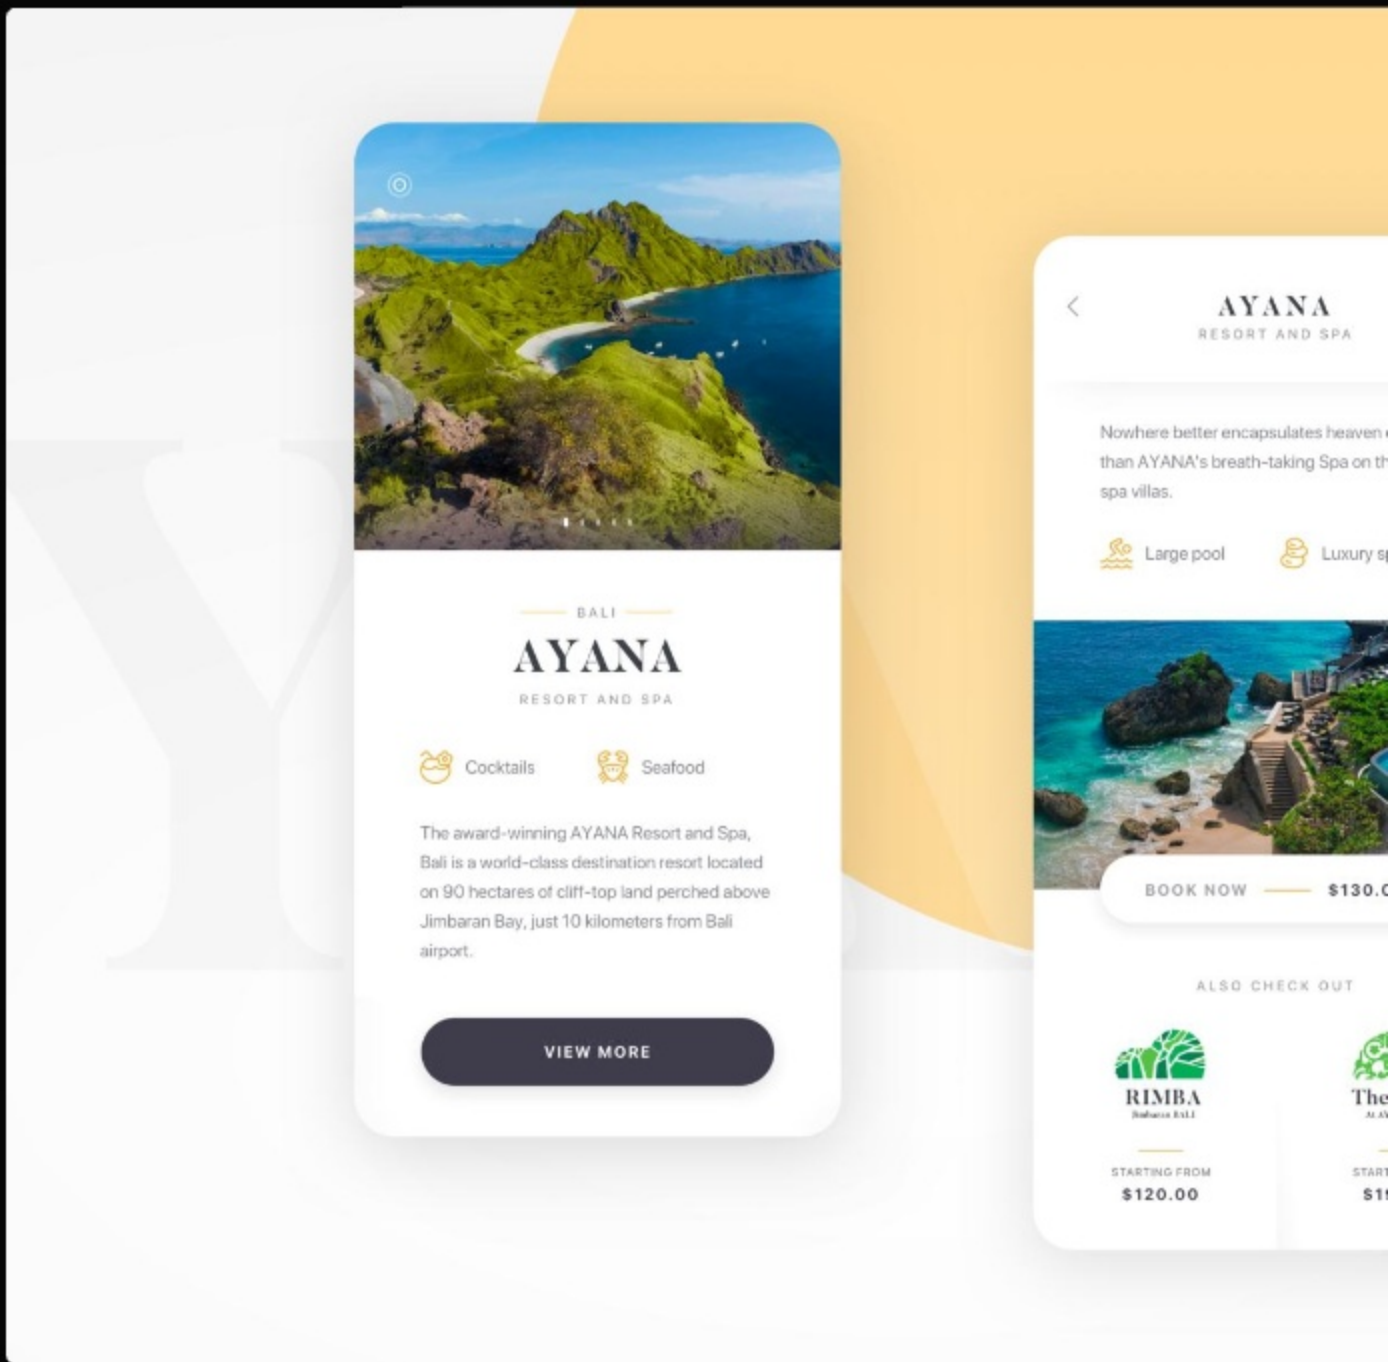 BALI
AYANA
RESORT AND SPA
Cocktails
Seafood
The award-winning AYANA Resort and Spa,
Bali is a world-class destination resort located
on 90 hectares of cliff-top land perched above
Jimbaran Bay, just 10 kilometers from Bali
airport.
VIEW MORE
AYANA
RESORT AND SPA
Nowhere better encapsulates heaven
than AYANA's breath-taking Spa on
spa villas.
Large pool
Luxury
BOOK NOW
ALSO CHECK OUT
RIMBA
Jimbaran BALI
STARTING FROM
$120.00
The